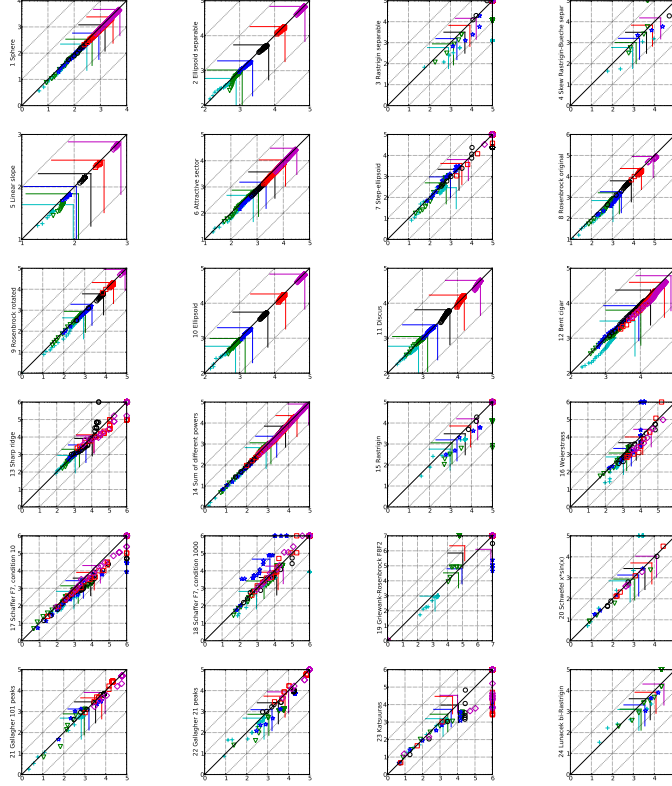 1 Sphere
2 Ellipsoid separable
3 Rastrigin separable
4 Skew Rastrigin-Bueche separ
5 Linear slope
6 Attractive sector
7 Step-ellipsoid
8 Rosenbrock original
9 Rosenbrock rotated
10 Ellipsoid
11 Discus
12 Bent cigar
13 Sharp ridge
14 Sum of different powers
15 Rastrigin
16 Weierstrass
17 Schaffer F7, condition 10
18 Schaffer F7, condition 1000
19 Griewank-Rosenbrock F8F2
20 Schwefel x*sin(x)
21 Gallagher 101 peaks
22 Gallagher 21 peaks
23 Katsuuras
24 Lunacek bi-Rastrigin